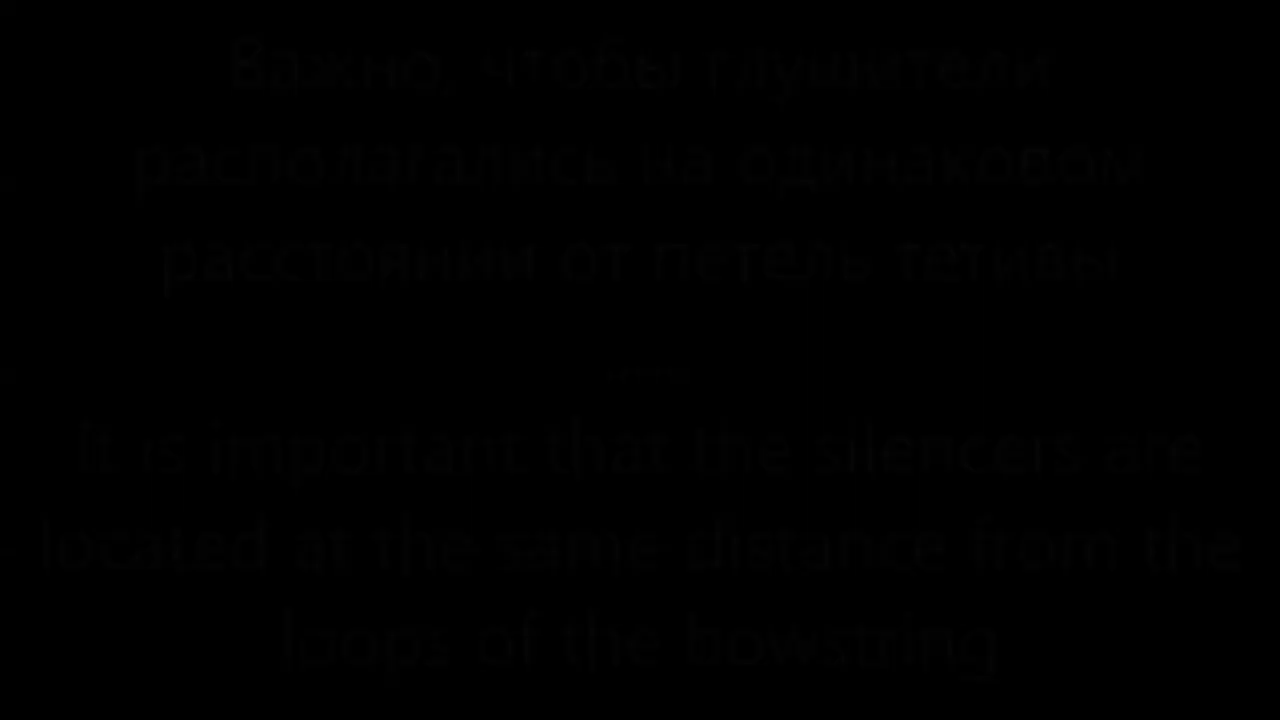 Важно, чтобы глушители
располагались на одинаковом
расстоянии от петель тетивы
It is important that the silencers are
located at the same distance from the
loops of the bowstring